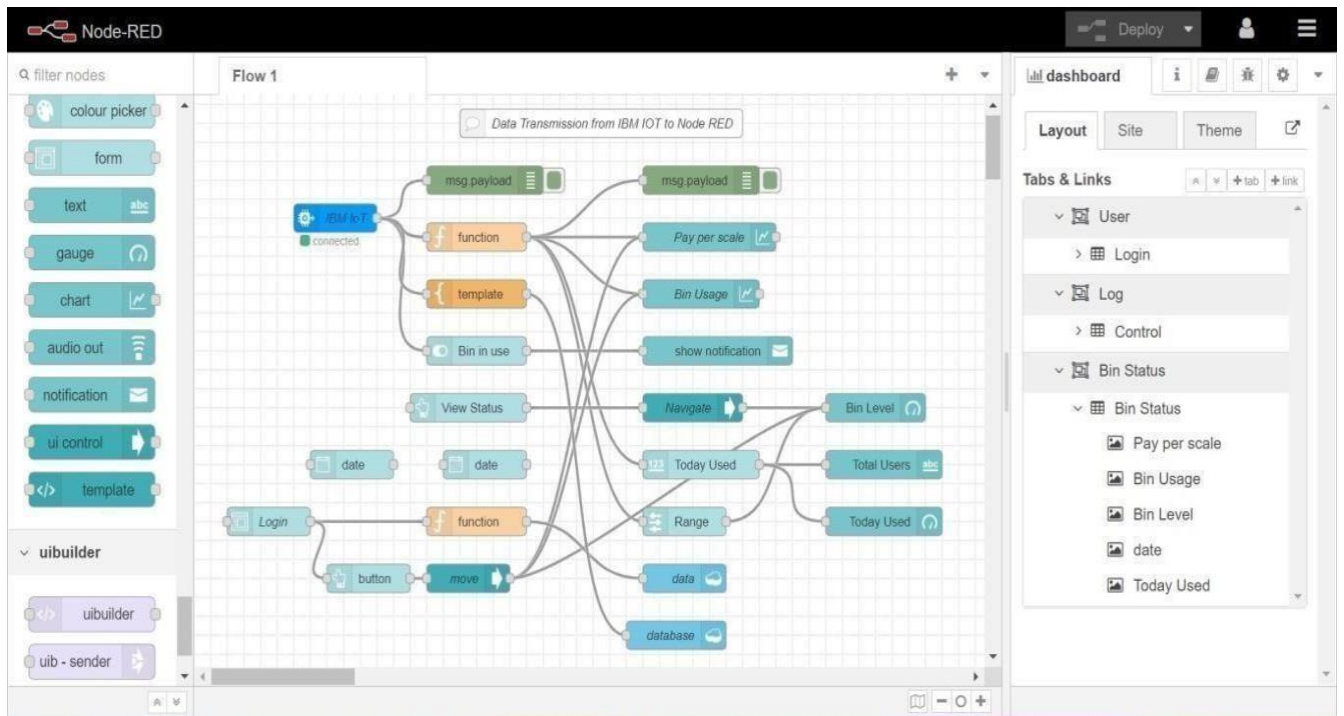 Node-RED
Deploy
filter nodes
colour picker
form
text
abc
gauge
chart
audio out
notification
ui control
template
uibuilder
uibuilder
uib - sender
Flow 1
Data Transmission from IBM IOT to Node RED
msg.payload
msg.payload
IBM IoT
connected
function
Pay per scale
template
Bin Usage
Bin in use
show notification
View Status
Navigate
Bin Level
date
date
123
Today Used
Total Users
abc
Login
function
Range
Today Used
button
move
data
database
dashboard
i
Layout
Site
Theme
Tabs & Links
+ tab
+ link
User
Login
Log
Control
Bin Status
Bin Status
Pay per scale
Bin Usage
Bin Level
date
Today Used